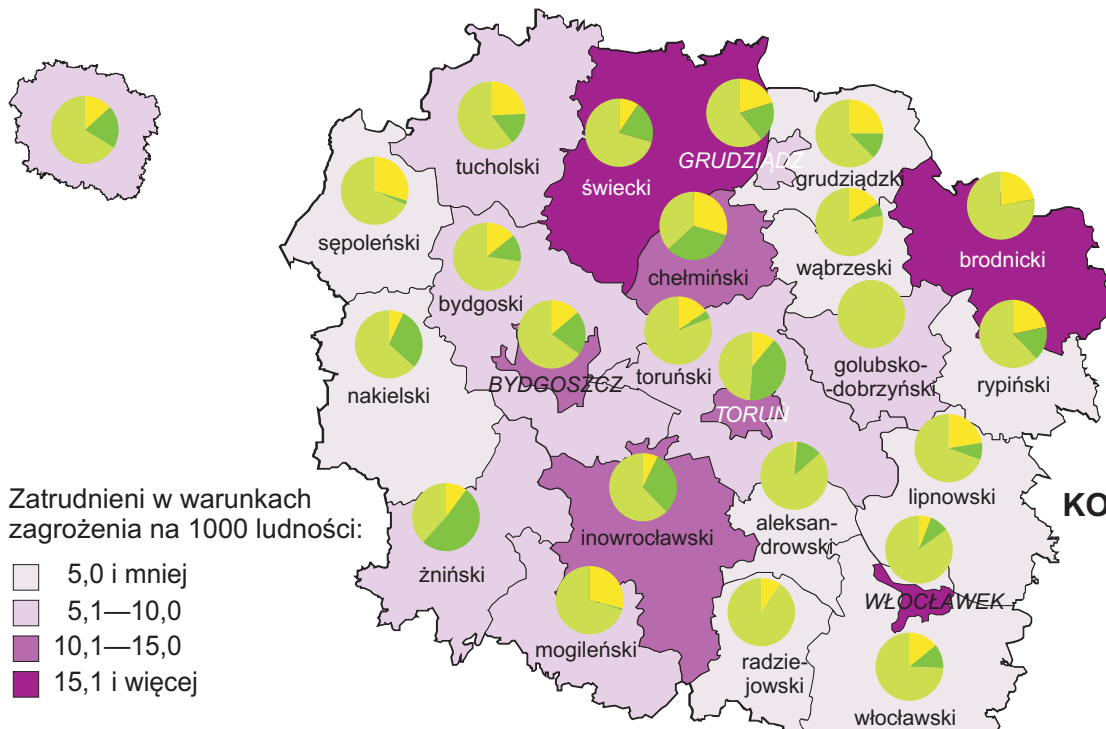 tucholski
świecki
GRUDZIĄDZ
grudziądzki
sępoleński
chełmiński
wąbrzeski
brodnicki
bydgoski
golubsko-
-dobrzyński
nakielski
BYDGOSZCZ
toruński
TORUŃ
rypiński
lipnowski
KO
Zatrudnieni w warunkach
zagrożenia na 1000 ludności:
5,0 i mniej
5,1—10,0
10,1—15,0
15,1 i więcej
żniński
inowrocławski
aleksan-
drowski
WŁOCŁAWEK
mogileński
radzie-
jowski
włocławski